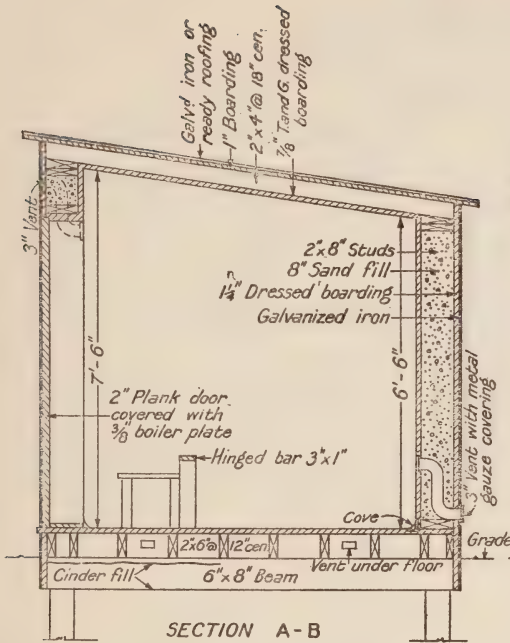 Galv'd iron or
ready roofing
1" Boarding
2"x4"@ 18" cen.
7/8" T.and G. dressed
boarding
3" Vent
2"x8" Studs
8" Sand fill
1 1/4" Dressed boarding
Galvanized iron
7'-6"
6'-6"
2" Plank door
covered with
3/8" boiler plate
Hinged bar 3"x1"
3" Vent with metal
gauze covering
Cove
Grade
2"x6"@ 12" cen.
Vent under floor
Cinder fill
6"x8" Beam
SECTION A-B